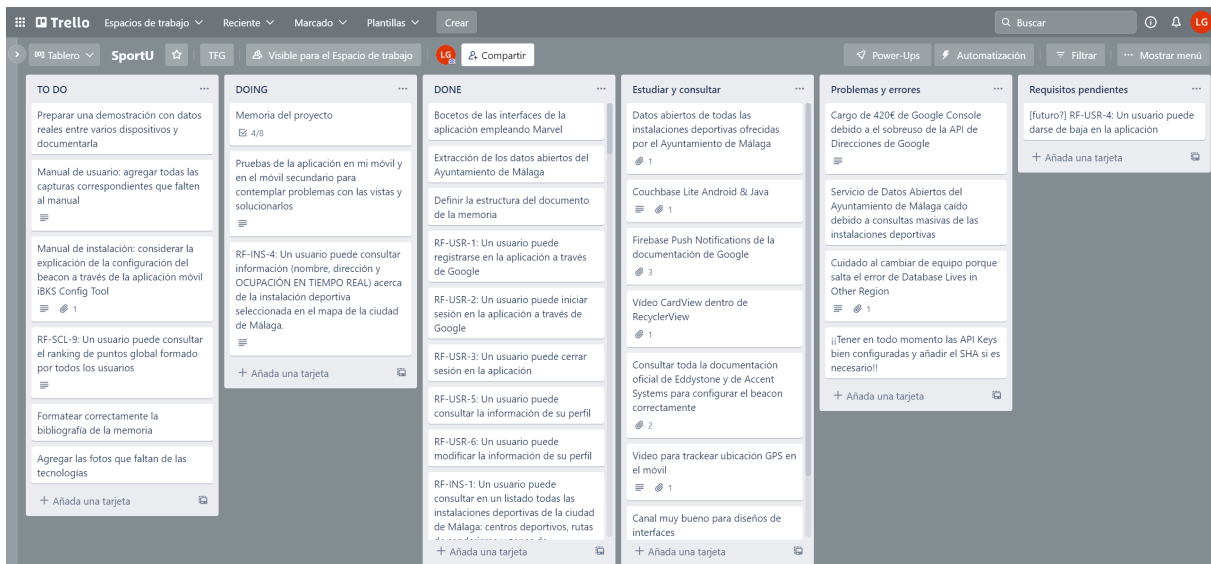 Trello Espacios de trabajo Reciente Marcado Plantillas Crear Buscar LG
Tablero SportU TFG Visible para el Espacio de trabajo LG Compartir Power-Ups Automatización Filtrar ... Mostrar menú
TO DO
Preparar una demostración con datos
reales entre varios dispositivos y
documentarla
Manual de usuario: agregar todas las
capturas correspondientes que falten
al manual
Manual de instalación: considerar la
explicación de la configuración del
beacon a través de la aplicación móvil
iBKS Config Tool
1
RF-SCL-9: Un usuario puede consultar
el ranking de puntos global formado
por todos los usuarios
Formatear correctamente la
bibliografía de la memoria
Agregar las fotos que faltan de las
tecnologías
+ Añada una tarjeta
DOING
Memoria del proyecto
4/8
Pruebas de la aplicación en mi móvil y
en el móvil secundario para
contemplar problemas con las vistas y
solucionarlos
RF-INS-4: Un usuario puede consultar
información (nombre, dirección y
OCUPACIÓN EN TIEMPO REAL) acerca
de la instalación deportiva
seleccionada en el mapa de la ciudad
de Málaga.
+ Añada una tarjeta
DONE
Bocetos de las interfaces de la
aplicación empleando Marvel
Extracción de los datos abiertos del
Ayuntamiento de Málaga
Definir la estructura del documento
de la memoria
RF-USR-1: Un usuario puede
registrarse en la aplicación a través
de Google
RF-USR-2: Un usuario puede iniciar
sesión en la aplicación a través de
Google
RF-USR-3: Un usuario puede cerrar
sesión en la aplicación
RF-USR-5: Un usuario puede
consultar la información de su perfil
RF-USR-6: Un usuario puede
modificar la información de su perfil
RF-INS-1: Un usuario puede
consultar en un listado todas las
instalaciones deportivas de la ciudad
de Málaga: centros deportivos, rutas
+ Añada una tarjeta
Estudiar y consultar
Datos abiertos de todas las
instalaciones deportivas ofrecidas
por el Ayuntamiento de Málaga
1
Couchbase Lite Android & Java
1
Firebase Push Notifications de la
documentación de Google
3
Vídeo CardView dentro de
RecyclerView
1
Consultar toda la documentación
oficial de Eddystone y de Accent
Systems para configurar el beacon
correctamente
2
Video para trackear ubicación GPS en
el móvil
1
Canal muy bueno para diseños de
interfaces
+ Añada una tarjeta
Problemas y errores
Cargo de 420€ de Google Console
debido a el sobreuso de la API de
Direcciones de Google
Servicio de Datos Abiertos del
Ayuntamiento de Málaga caído
debido a consultas masivas de las
instalaciones deportivas
Cuidado al cambiar de equipo porque
salta el error de Database Lives in
Other Region
1
¡¡Tener en todo momento las API Keys
bien configuradas y añadir el SHA si es
necesario!!
+ Añada una tarjeta
Requisitos pendientes
[futuro?] RF-USR-4: Un usuario puede
darse de baja en la aplicación
+ Añada una tarjeta